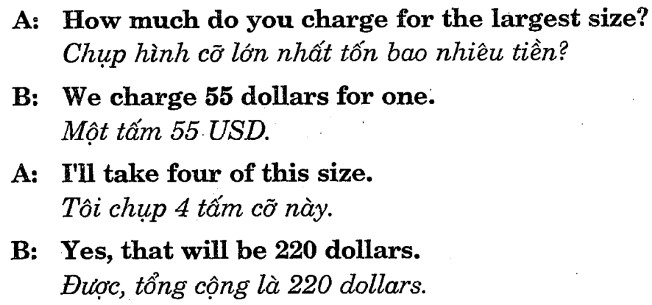 A: How much do you charge for the largest size?
Chụp hình cỡ lớn nhất tốn bao nhiêu tiền?
B: We charge 55 dollars for one.
Một tấm 55 USD.
A: I'll take four of this size.
Tôi chụp 4 tấm cỡ này.
B: Yes, that will be 220 dollars.
Được, tổng cộng là 220 dollars.